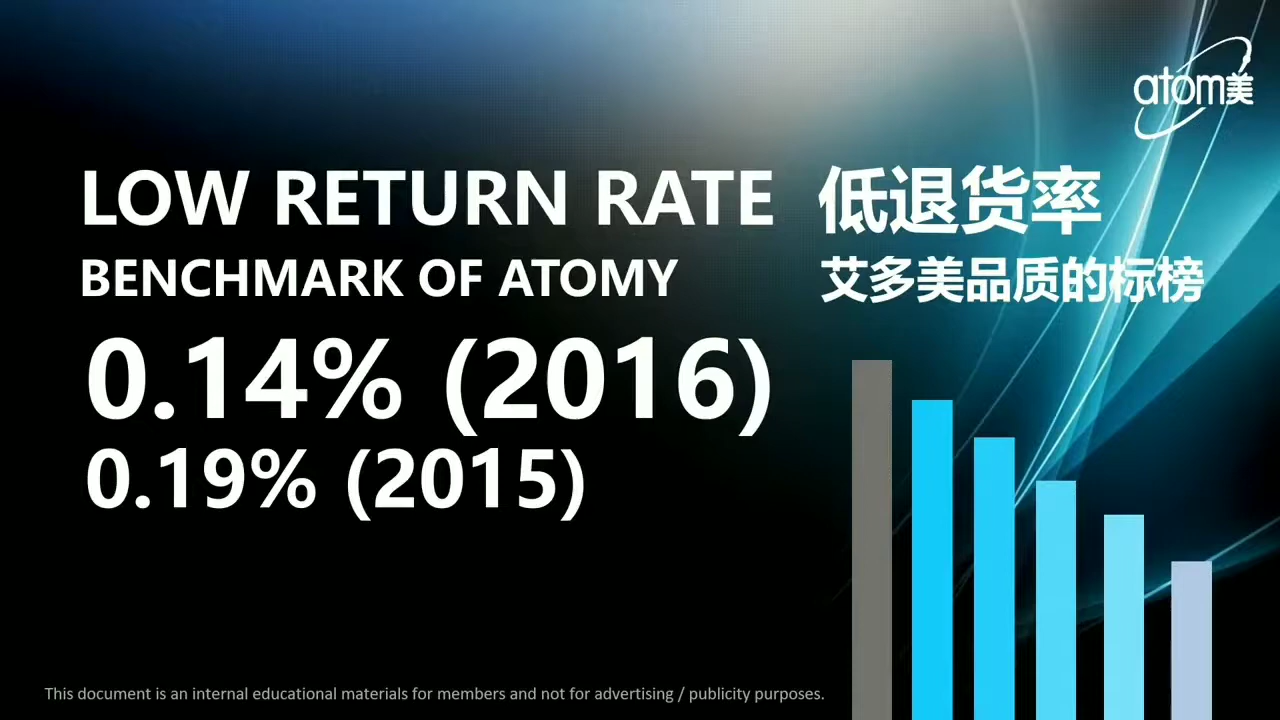 atom美
LOW RETURN RATE 低退货率
BENCHMARK OF ATOMY 艾多美品质的标榜
0.14% (2016)
0.19% (2015)
This document is an internal educational materials for members and not for advertising / publicity purposes.